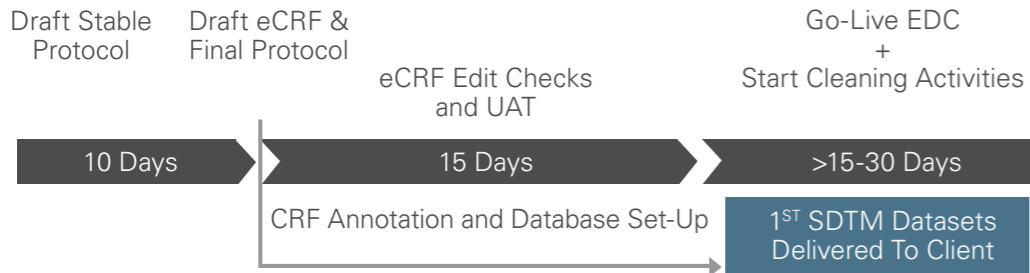 Draft Stable
Protocol
Draft eCRF &
Final Protocol
eCRF Edit Checks
and UAT
Go-Live EDC
+
Start Cleaning Activities
10 Days
15 Days
>15-30 Days
CRF Annotation and Database Set-Up
1ST SDTM Datasets
Delivered To Client